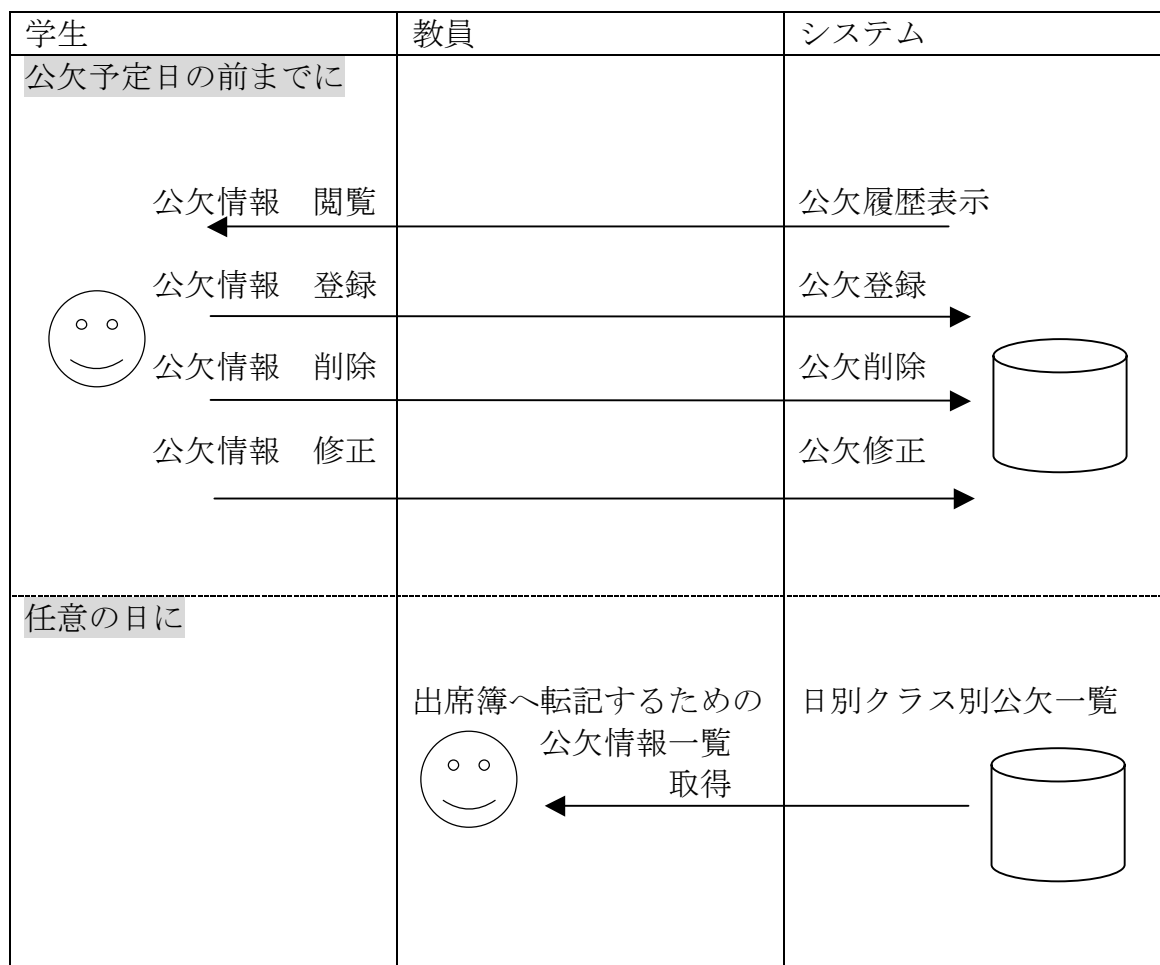 学生 教員 システム
公欠予定日の前までに
公欠情報　閲覧 公欠履歴表示
公欠情報　登録 公欠登録
公欠情報　削除 公欠削除
公欠情報　修正 公欠修正
任意の日に
出席簿へ転記するための 日別クラス別公欠一覧
公欠情報一覧
取得